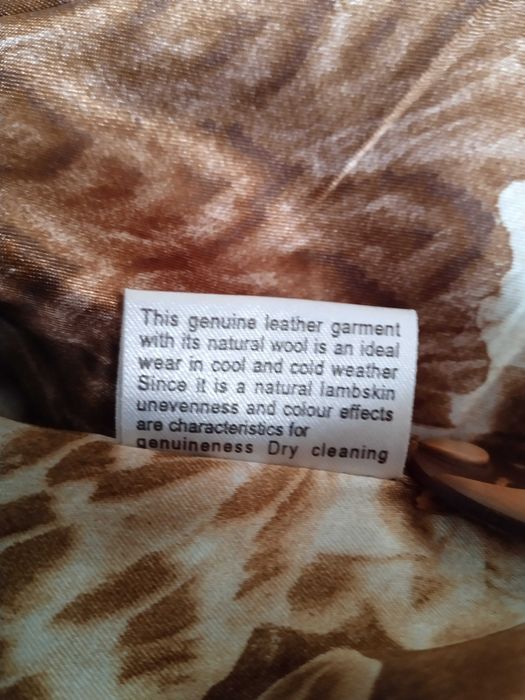 This genuine leather garment
with its natural wool is an ideal
wear in cool and cold weather
Since it is a natural lambskin
unevenness and colour effects
are characteristics for
genuineness Dry cleaning